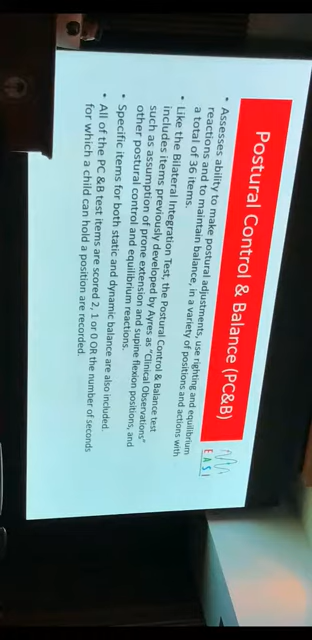 Postural Control & Balance (PC&B)
EASI
• Assesses ability to make postural adjustments, use righting and equilibrium
reactions and to maintain balance, in a variety of positions and actions with
a total of 36 items.
• Like the Bilateral Integration Test, the Postural Control & Balance test
includes items previously developed by Ayres as "Clinical Observations"
such as assumption of prone extension and supine flexion positions, and
other postural control and equilibrium reactions.
• Specific items for both static and dynamic balance are also included.
• All of the PC &B test items are scored 2, 1 or 0 OR the number of seconds
for which a child can hold a position are recorded.